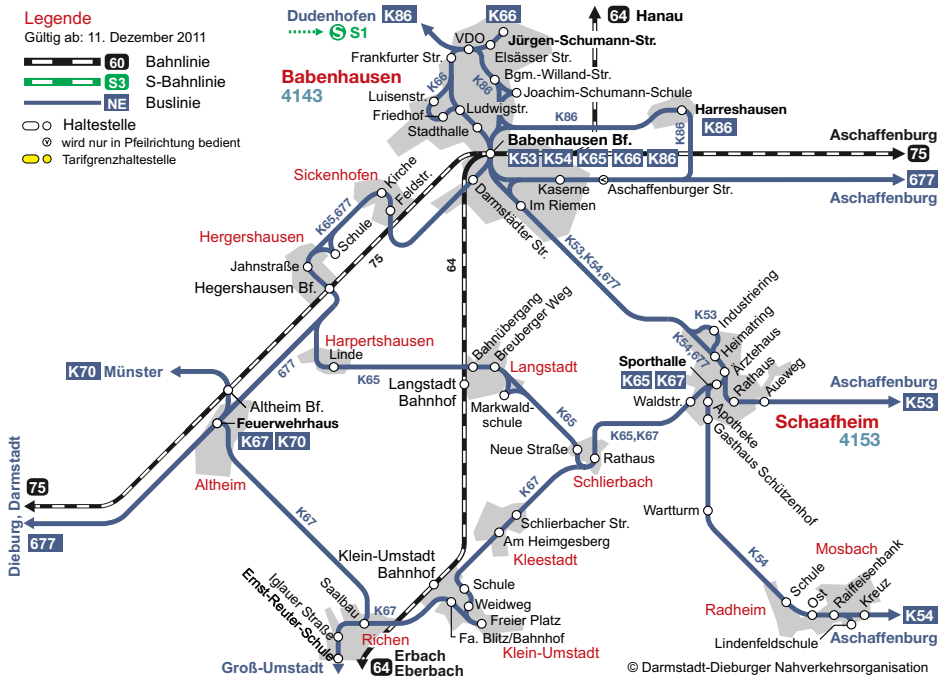 Legende
Gültig ab: 11. Dezember 2011
60 Bahnlinie
S3 S-Bahnlinie
NE Buslinie
Haltestelle
wird nur in Pfeilrichtung bedient
Tarifgrenzhaltestelle
Dudenhofen K86
S S1
K66
64 Hanau
VDO
Jürgen-Schumann-Str.
Frankfurter Str.
Elsässer Str.
Babenhausen
4143
Bgm.-Willand-Str.
K66
K86
Joachim-Schumann-Schule
Luisenstr.
Ludwigstr.
Friedhof
Stadthalle
K86
Harreshausen
K86
K86
Babenhausen Bf.
K53 K54 K65 K66 K86
Aschaffenburg
75
677
Aschaffenburg
Kaserne
Aschaffenburger Str.
Im Riemen
Darmstädter Str.
Sickenhofen
Kirche
Feldstr.
K65,677
Hergershausen
Schule
Jahnstraße
75
64
Hegershausen Bf.
K53,K54,677
Harpertshausen
Linde
K65
677
Bahnübergang
Breuberger Weg
Langstadt
Langstadt
Bahnhof
Markwald-
schule
K65
K53
Industriering
Heimatring
K54,677
Ärztehaus
Sporthalle
K65 K67
Rathaus
Aueweg
Waldstr.
Aschaffenburg
K53
Apotheke
Gasthaus Schützenhof
Schaafheim
4153
K70 Münster
Altheim Bf.
Feuerwehrhaus
K67 K70
Altheim
K65,K67
Neue Straße
Rathaus
Schlierbach
75
677
Dieburg, Darmstadt
K67
K67
Schlierbacher Str.
Am Heimgesberg
Kleestadt
Wartturm
K54
Klein-Umstadt
Bahnhof
Schule
Weidweg
Freier Platz
Fa. Blitz/Bahnhof
Klein-Umstadt
Saalbau
Iglauer Straße
Ernst-Reuter-Schule
K67
Richen
Groß-Umstadt
64
Erbach
Eberbach
Mosbach
Radheim
Schule
Ost
Raiffeisenbank
Kreuz
Lindenfeldschule
K54
Aschaffenburg
© Darmstadt-Dieburger Nahverkehrsorganisation